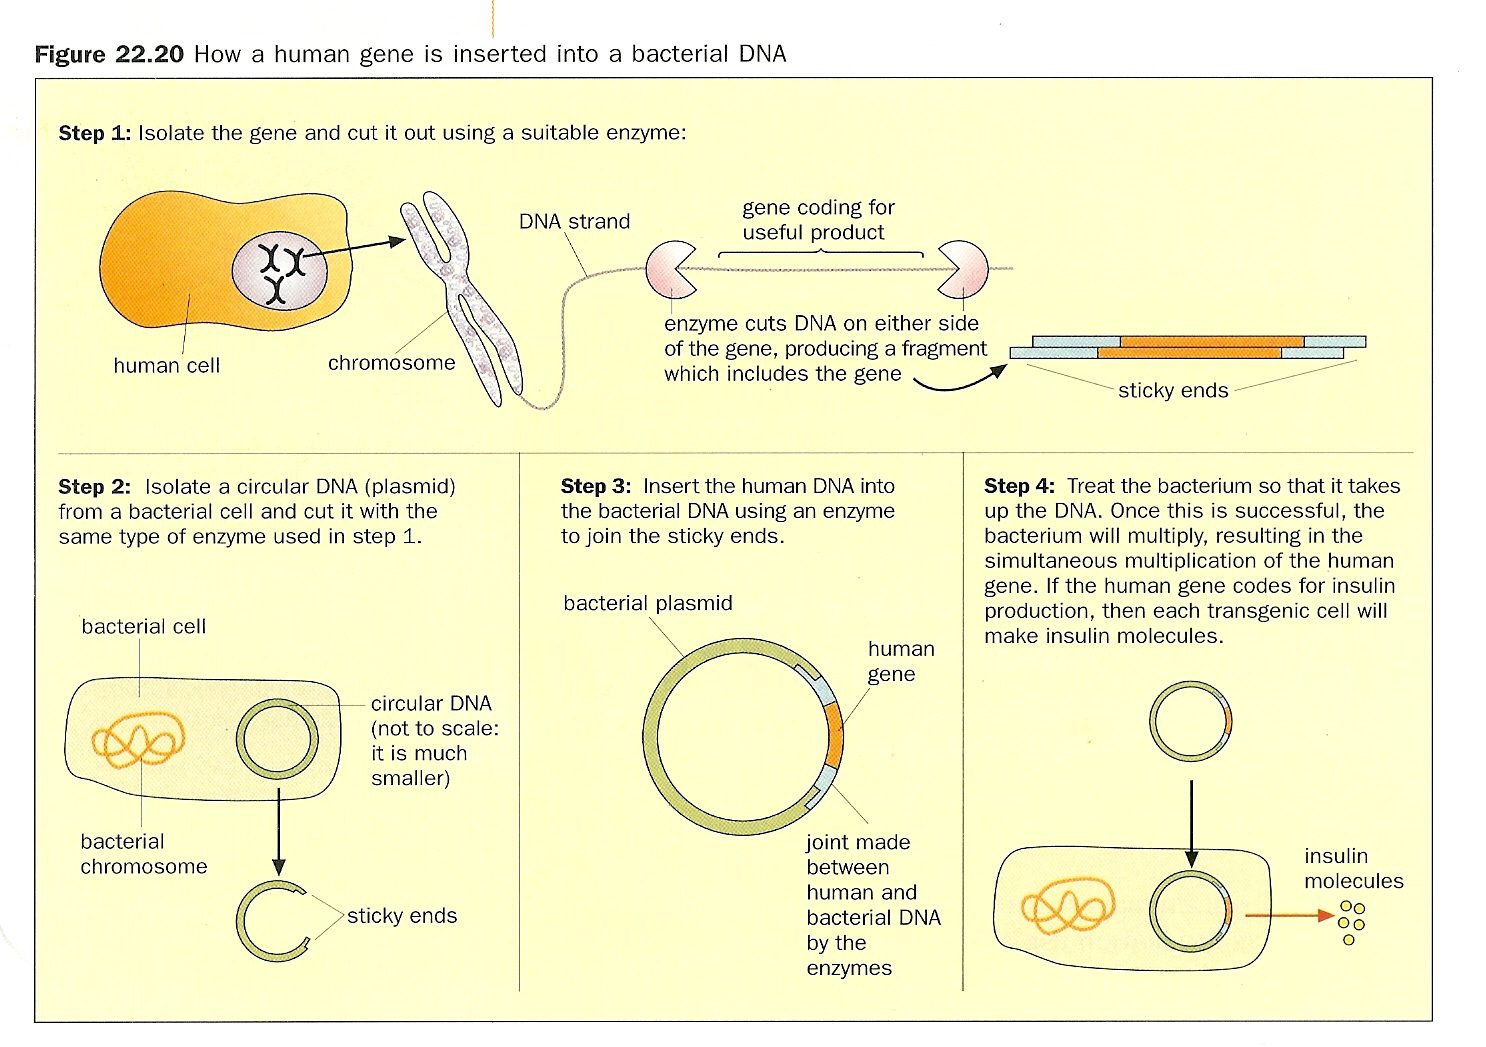 Figure 22.20 How a human gene is inserted into a bacterial DNA
Step 1: Isolate the gene and cut it out using a suitable enzyme:
gene coding for
useful product
DNA strand
enzyme cuts DNA on either side
of the gene, producing a fragment
which includes the gene
human cell
chromosome
sticky ends
Step 2: Isolate a circular DNA (plasmid)
from a bacterial cell and cut it with the
same type of enzyme used in step 1.
bacterial cell
circular DNA
(not to scale:
it is much
smaller)
bacterial
chromosome
sticky ends
Step 3: Insert the human DNA into
the bacterial DNA using an enzyme
to join the sticky ends.
bacterial plasmid
human
gene
joint made
between
human and
bacterial DNA
by the
enzymes
Step 4: Treat the bacterium so that it takes
up the DNA. Once this is successful, the
bacterium will multiply, resulting in the
simultaneous multiplication of the human
gene. If the human gene codes for insulin
production, then each transgenic cell will
make insulin molecules.
insulin
molecules